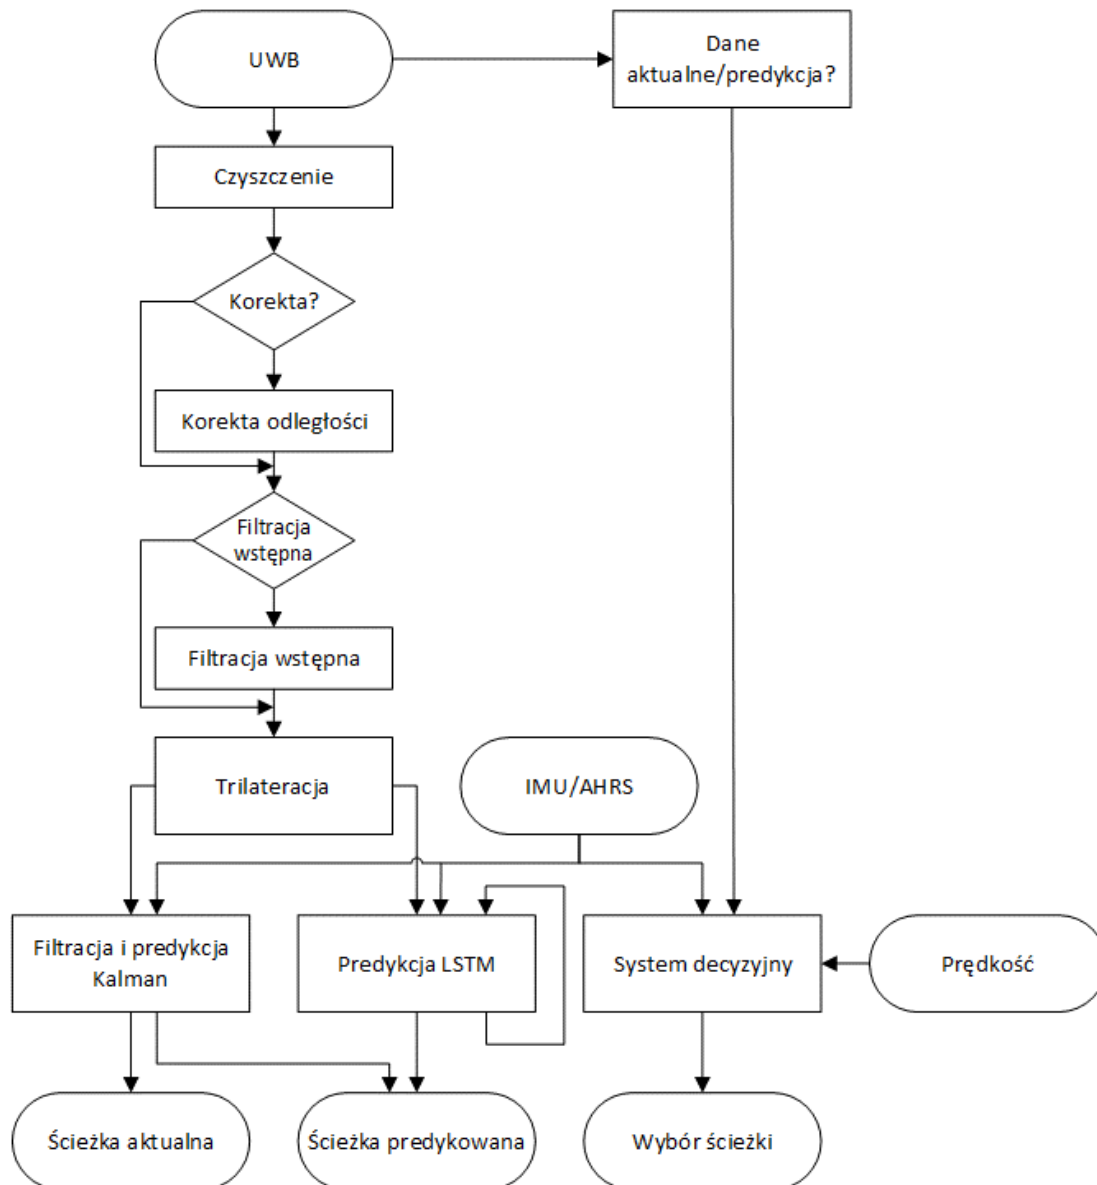 UWB
Dane
aktualne/predykcja?
Czyszczenie
Korekta?
Korekta odległości
Filtracja
wstępna
Filtracja wstępna
Trilateracja
IMU/AHRS
Filtracja i predykcja
Kalman
Predykcja LSTM
System decyzyjny
Prędkość
Ścieżka aktualna
Ścieżka predykowana
Wybór ścieżki